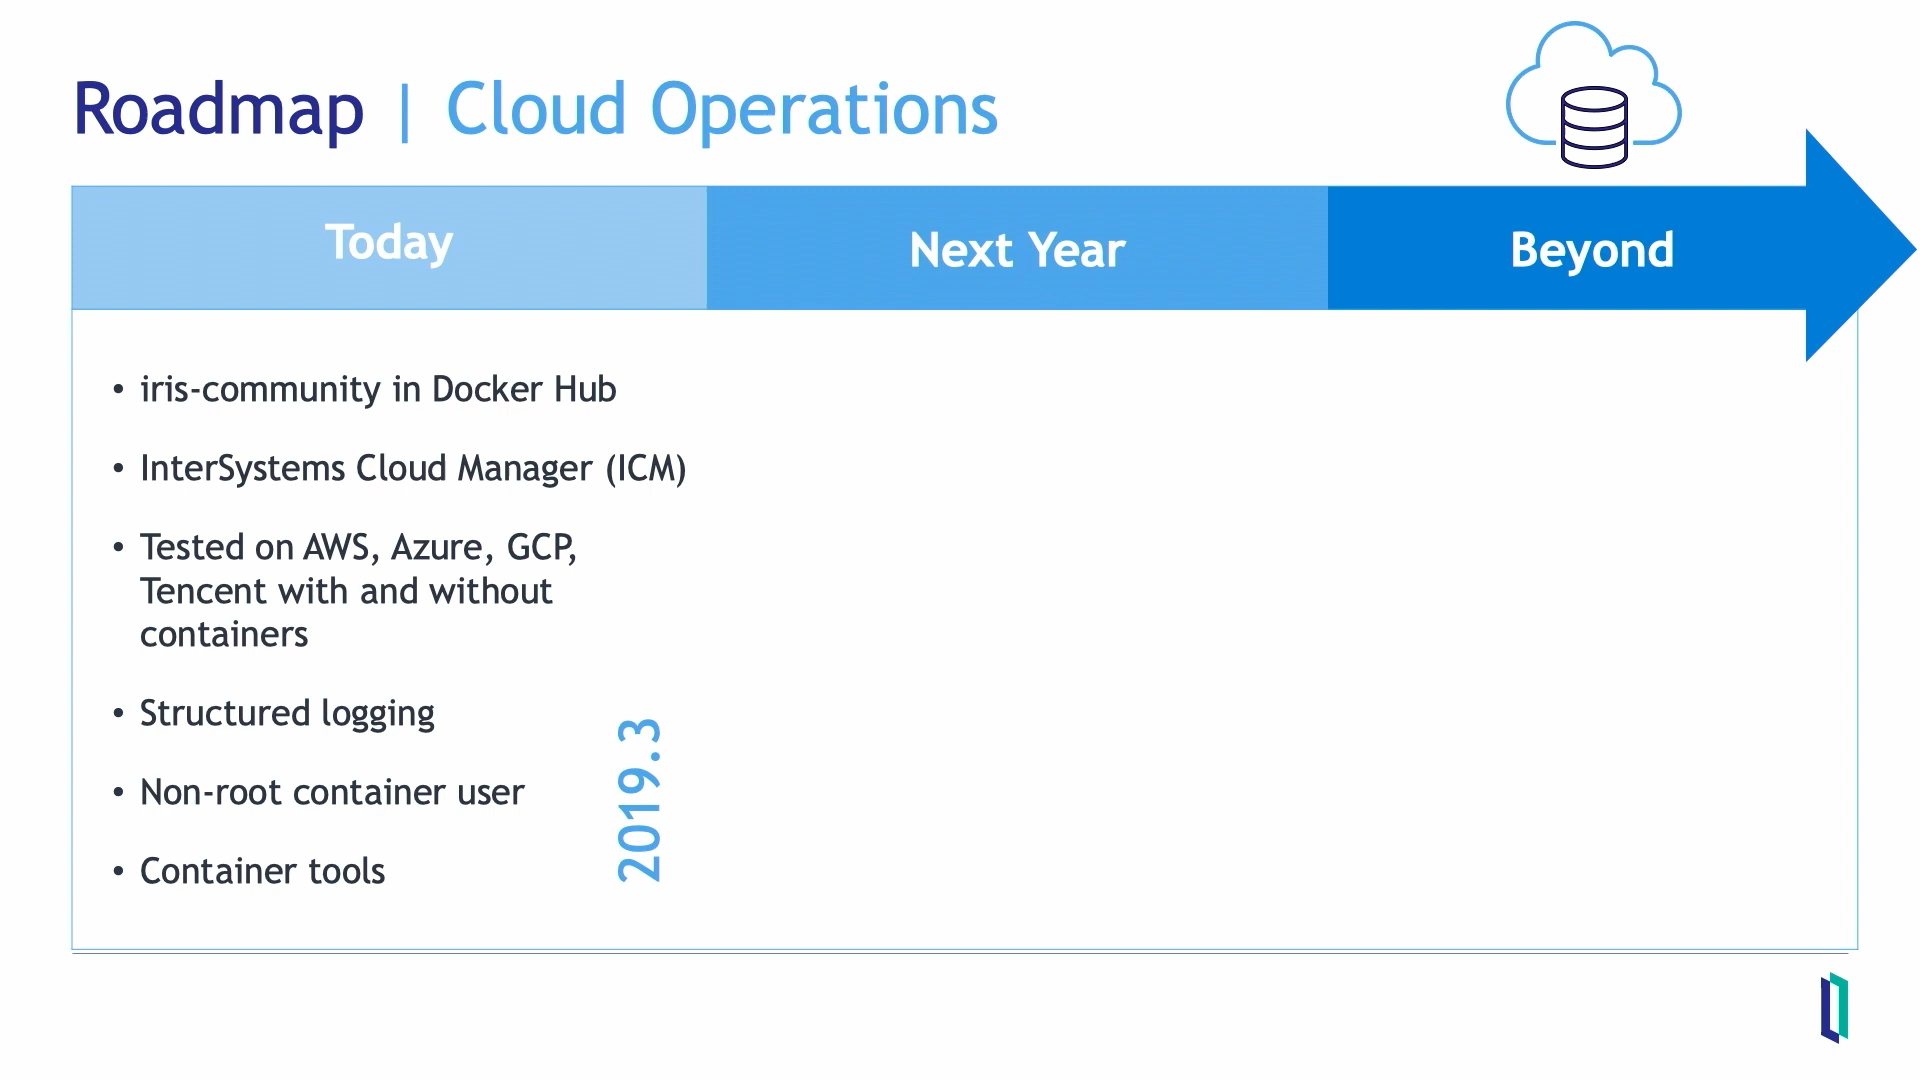 Roadmap | Cloud Operations
Today
Next Year
Beyond
• iris-community in Docker Hub
• InterSystems Cloud Manager (ICM)
• Tested on AWS, Azure, GCP,
Tencent with and without
containers
• Structured logging
• Non-root container user
• Container tools
2019.3